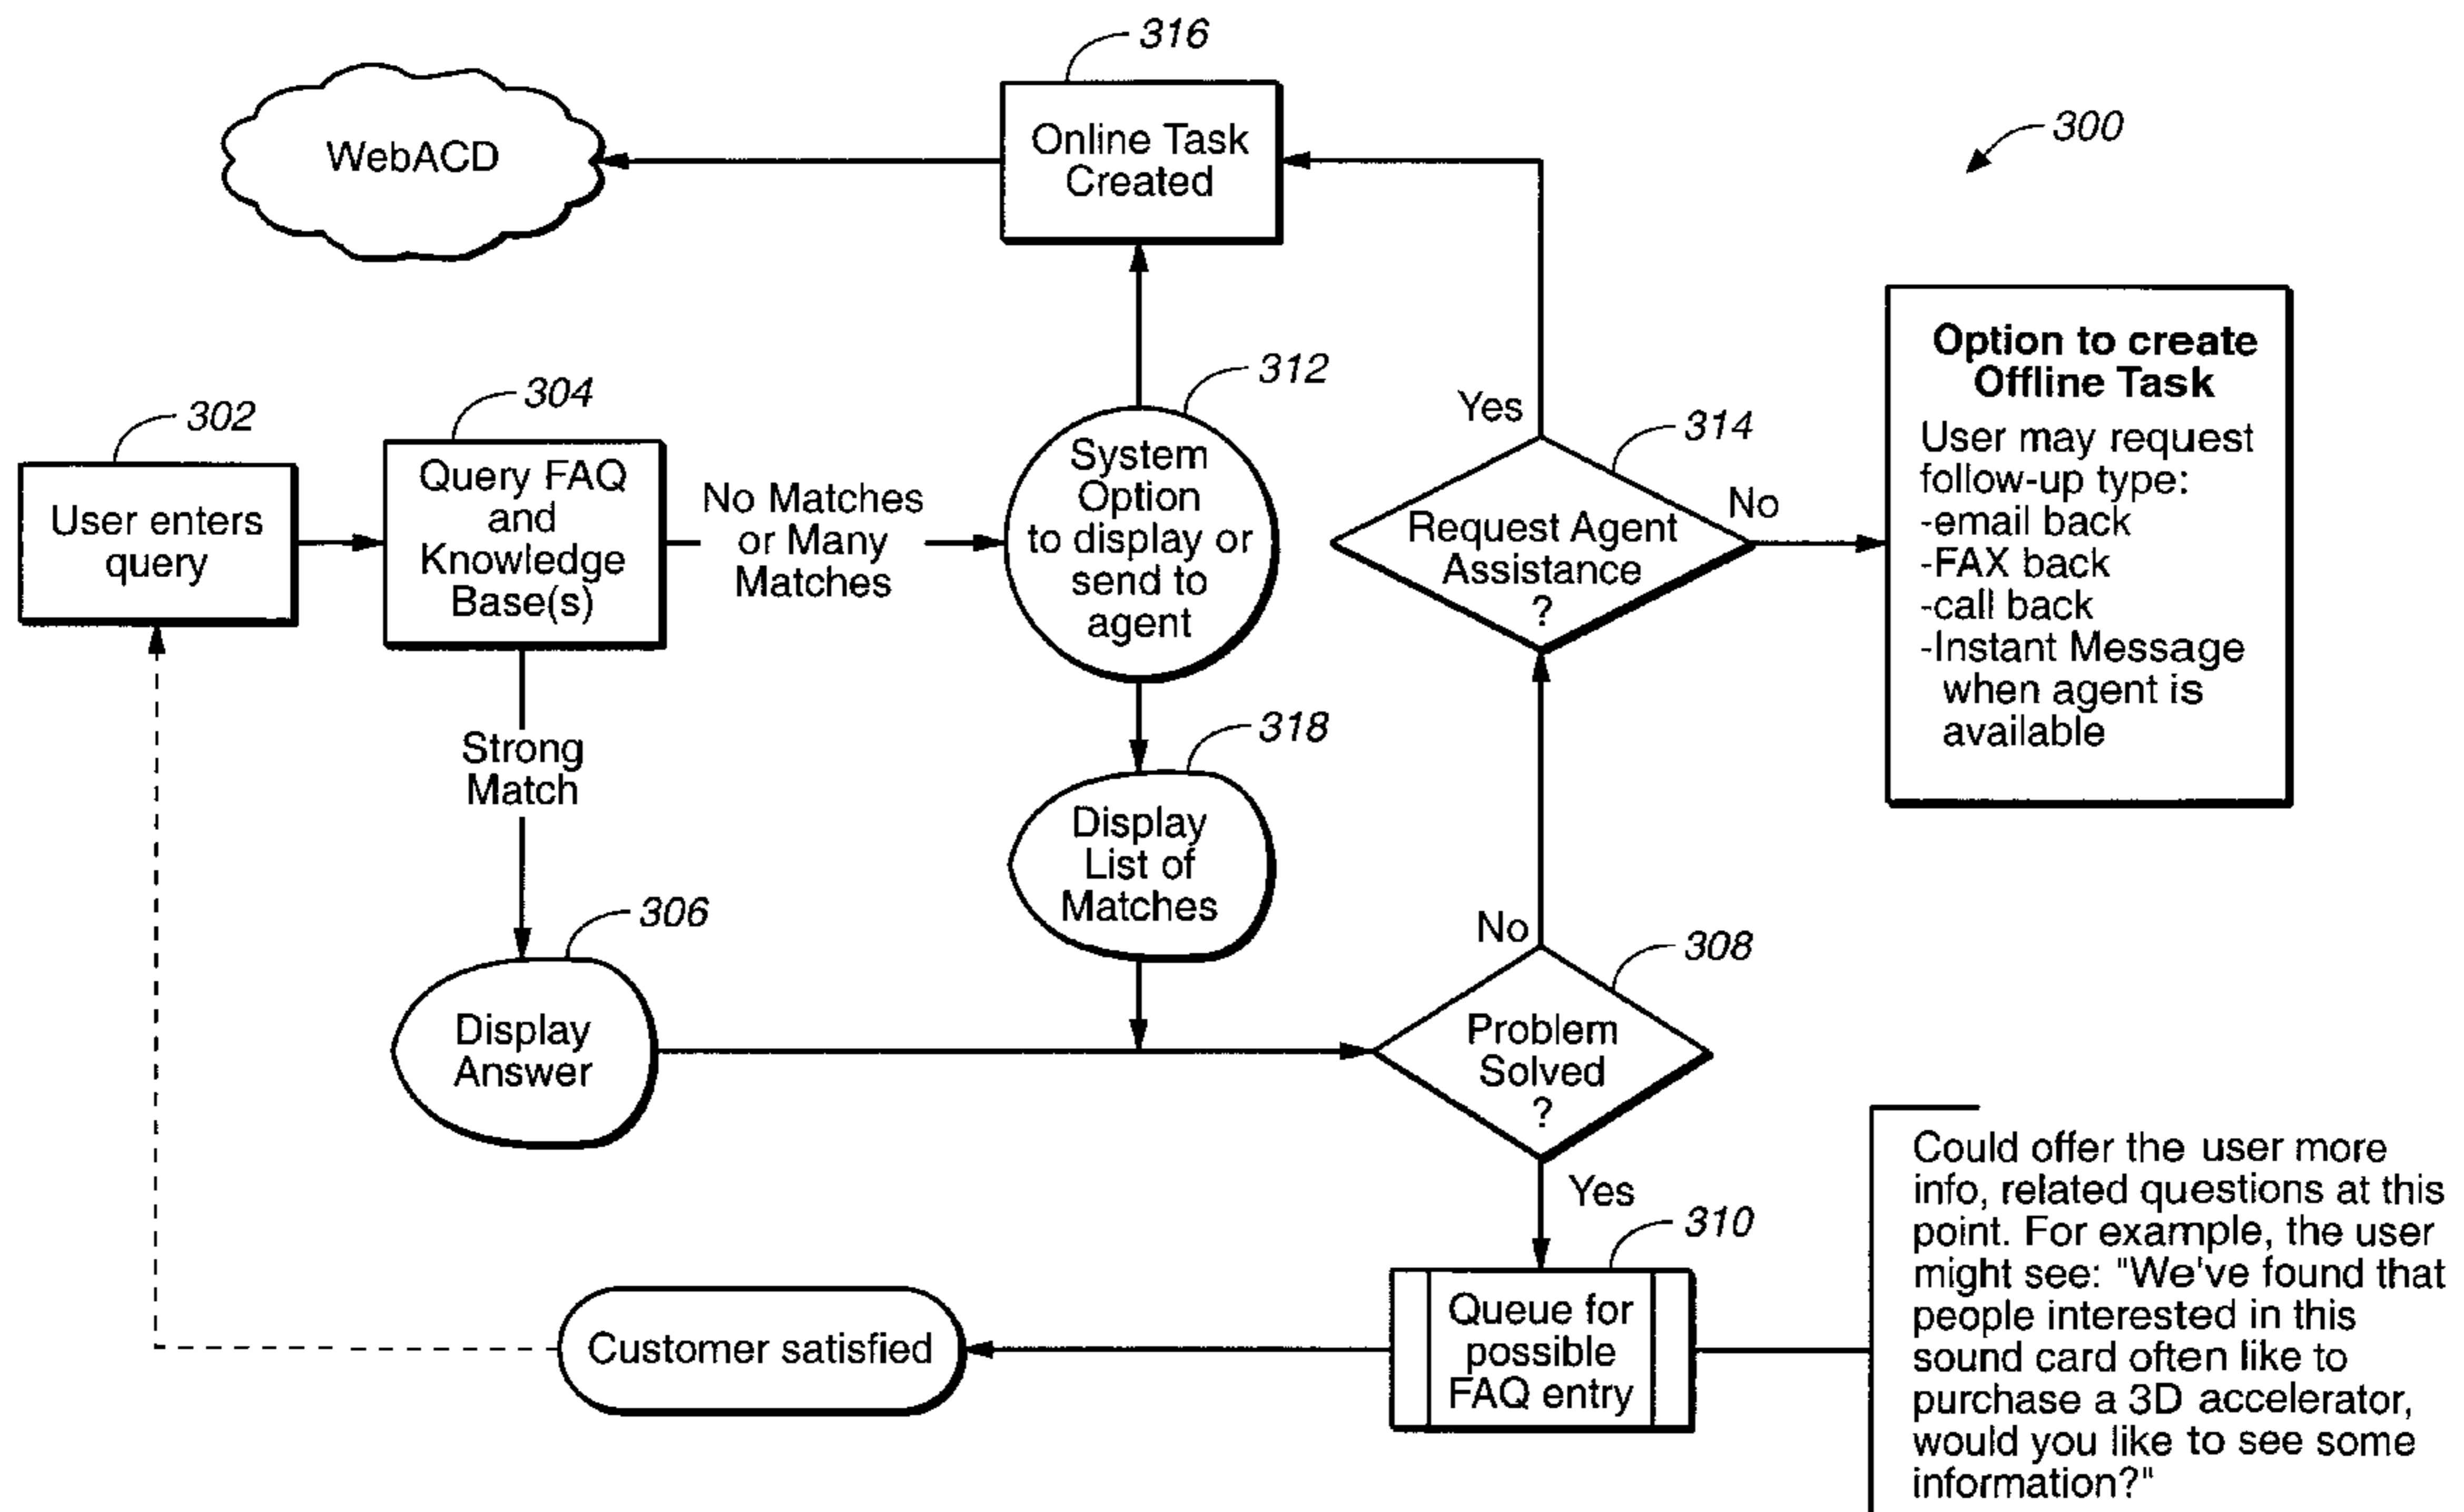 316
WebACD
Online Task
Created
300
Option to create
Offline Task
User may request
follow-up type:
-email back
-FAX back
-call back
-Instant Message
when agent is
available
312
304
302
Yes
314
No
User enters
query
Query FAQ
and
Knowledge
Base(s)
No Matches
or Many
Matches
System
Option
to display or
send to
agent
Request Agent
Assistance
?
Strong
Match
318
Display
List of
Matches
306
No
308
Display
Answer
Problem
Solved
?
Yes
310
Customer satisfied
Queue for
possible
FAQ entry
Could offer the user more
info, related questions at this
point. For example, the user
might see: "We've found that
people interested in this
sound card often like to
purchase a 3D accelerator,
would you like to see some
information?"